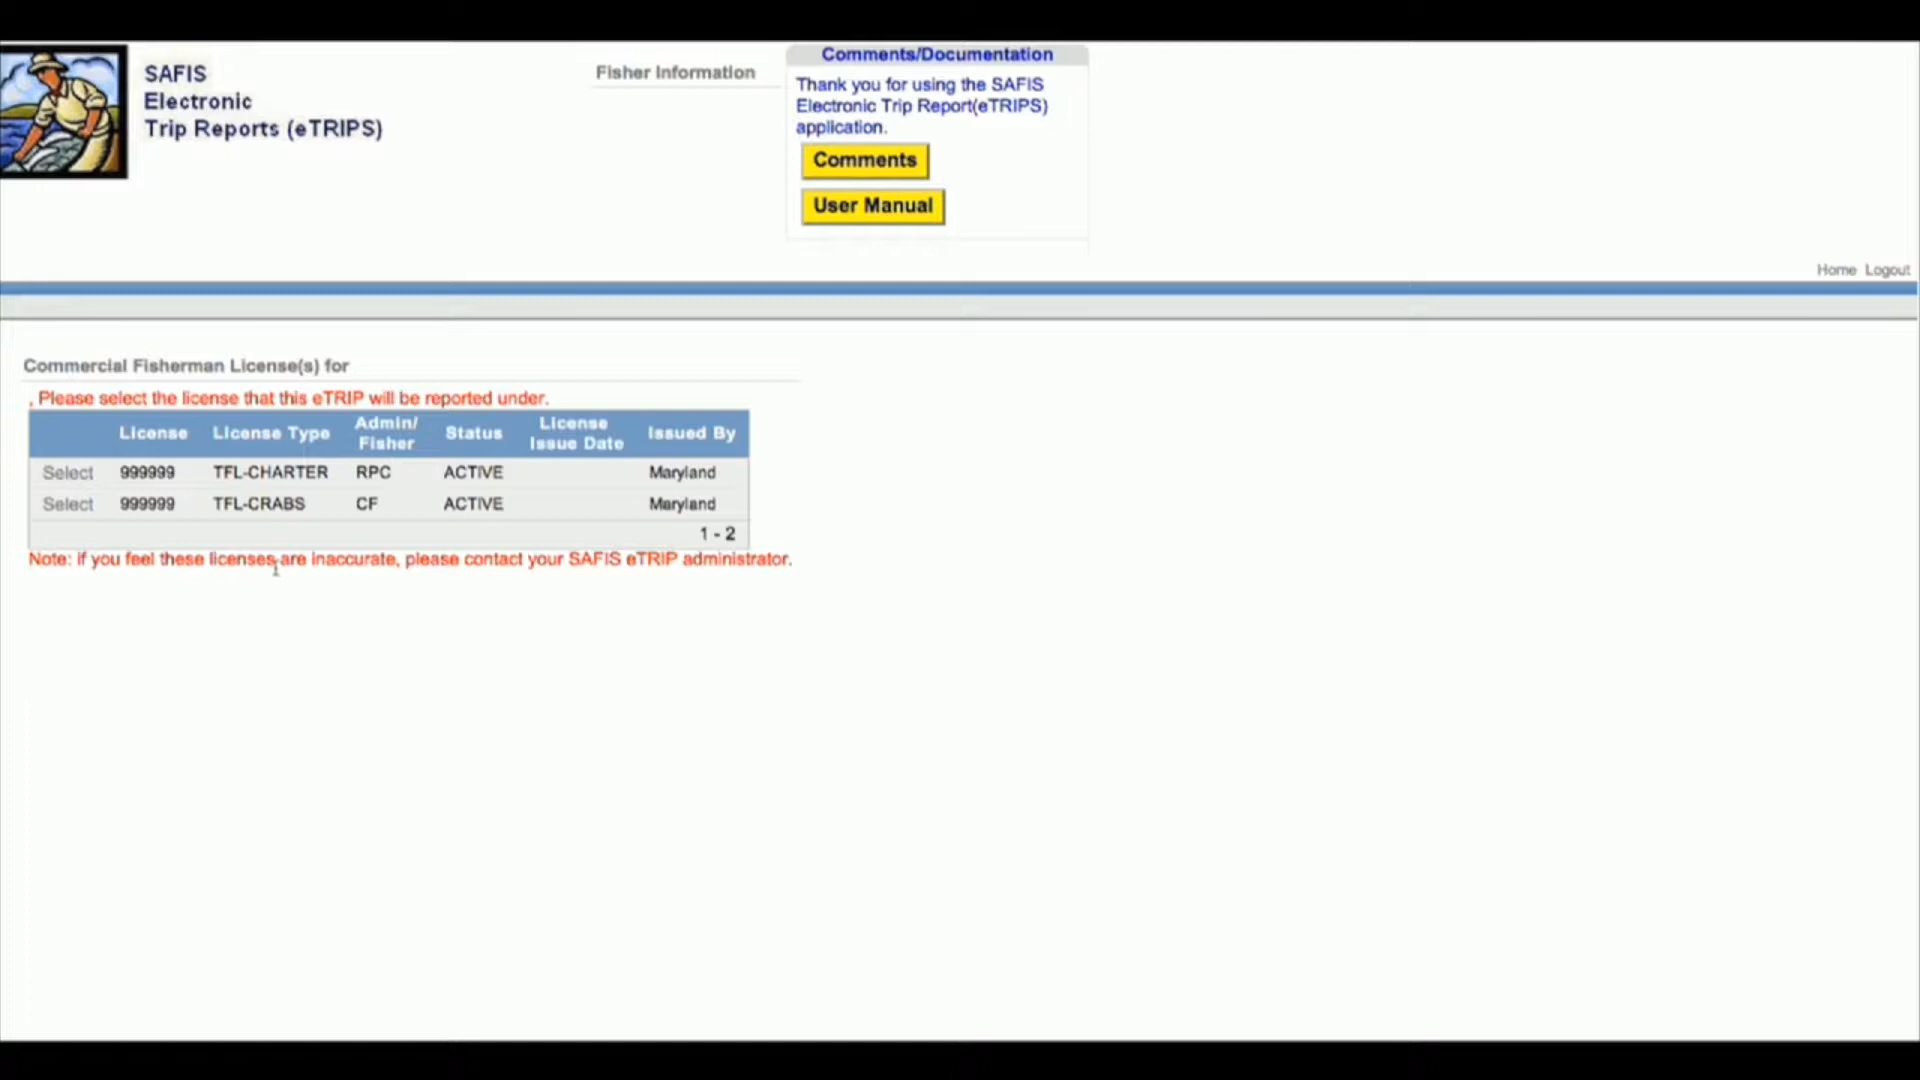 SAFIS
Electronic
Trip Reports (eTRIPS)
Fisher Information
Comments/Documentation
Thank you for using the SAFIS
Electronic Trip Report(eTRIPS)
application.
Comments
User Manual
Home Logout
Commercial Fisherman License(s) for
, Please select the license that this eTRIP will be reported under.
License License Type Admin/ Fisher Status License Issue Date Issued By
Select 999999 TFL-CHARTER RPC ACTIVE Maryland
Select 999999 TFL-CRABS CF ACTIVE Maryland
1 - 2
Note: if you feel these licenses are inaccurate, please contact your SAFIS eTRIP administrator.